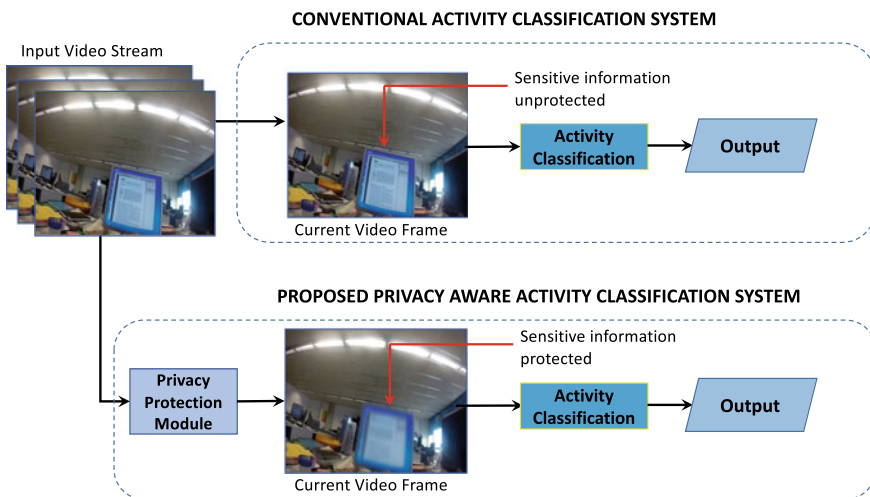 CONVENTIONAL ACTIVITY CLASSIFICATION SYSTEM
Input Video Stream
Sensitive information
unprotected
Activity
Classification
Output
Current Video Frame
PROPOSED PRIVACY AWARE ACTIVITY CLASSIFICATION SYSTEM
Sensitive information
protected
Privacy
Protection
Module
Activity
Classification
Output
Current Video Frame